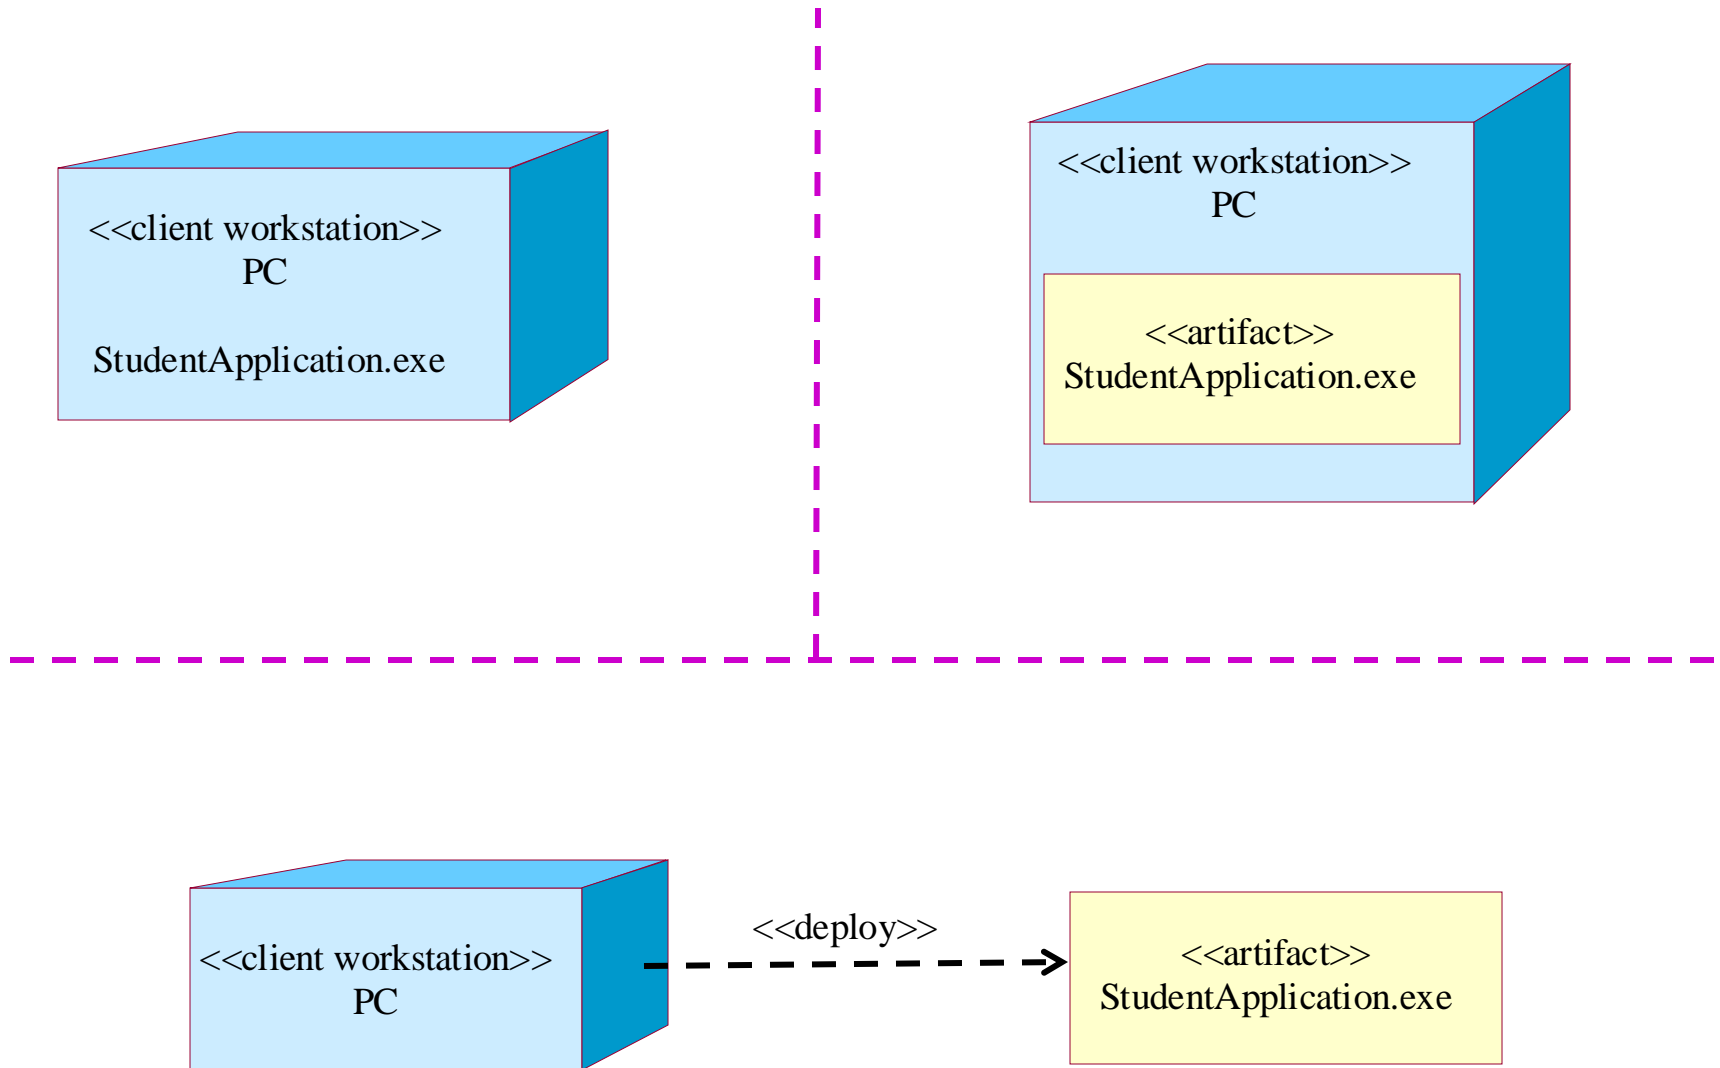 <<client workstation>>
PC
StudentApplication.exe
<<client workstation>>
PC
<<artifact>>
StudentApplication.exe
<<client workstation>>
PC
<<deploy>>
<<artifact>>
StudentApplication.exe